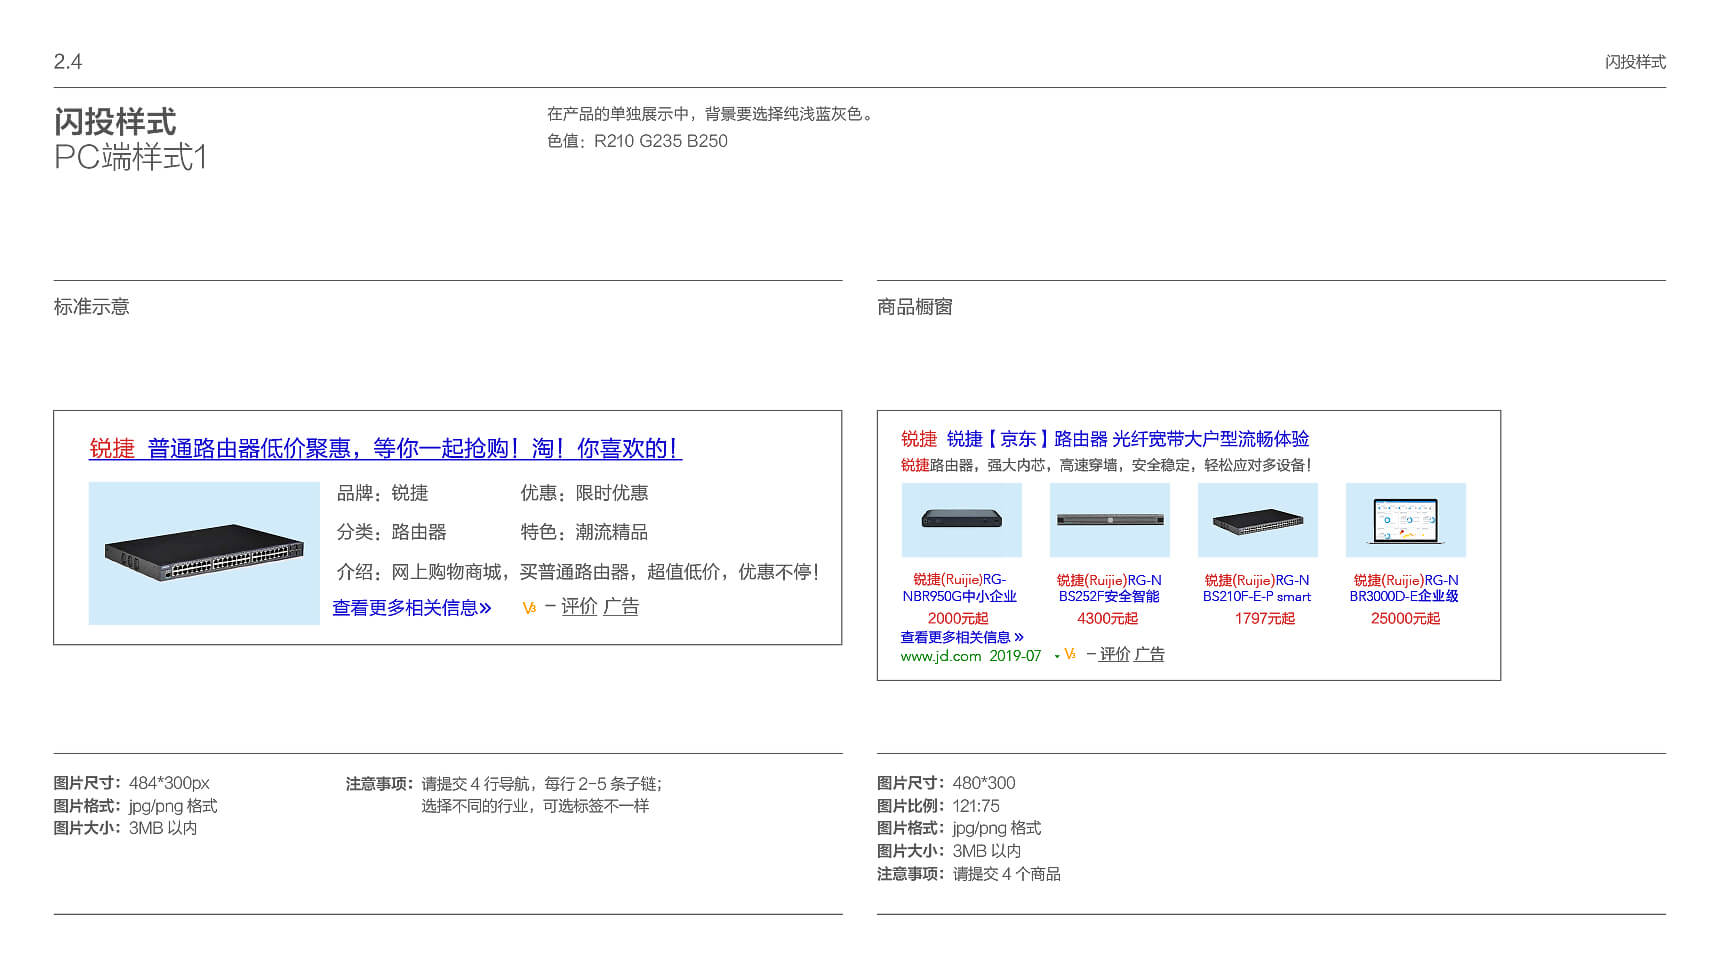 2.4
闪投样式
闪投样式
PC端样式1
在产品的单独展示中，背景要选择纯浅蓝灰色。
色值：R210 G235 B250
标准示意
锐捷 普通路由器低价聚惠，等你一起抢购！淘！你喜欢的！
品牌：锐捷 优惠：限时优惠
分类：路由器 特色：潮流精品
介绍：网上购物商城，买普通路由器，超值低价，优惠不停！
查看更多相关信息» V3 – 评价 广告
图片尺寸：484*300px
图片格式：jpg/png 格式
图片大小：3MB 以内
注意事项：请提交 4 行导航，每行 2-5 条子链；
选择不同的行业，可选标签不一样
商品橱窗
锐捷 锐捷【京东】路由器 光纤宽带大户型流畅体验
锐捷路由器，强大内芯，高速穿墙，安全稳定，轻松应对多设备！
锐捷(Ruijie)RG-
NBR950G中小企业
2000元起
锐捷(Ruijie)RG-N
BS252F安全智能
4300元起
锐捷(Ruijie)RG-N
BS210F-E-P smart
1797元起
锐捷(Ruijie)RG-N
BR3000D-E企业级
25000元起
查看更多相关信息 »
www.jd.com 2019-07 V3 – 评价 广告
图片尺寸：480*300
图片比例：121:75
图片格式：jpg/png 格式
图片大小：3MB 以内
注意事项：请提交 4 个商品